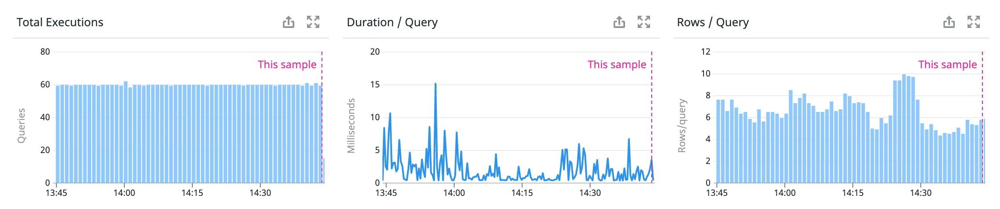 Total Executions
80
This sample
60
40
20
0
Queries
13:45 14:00 14:15 14:30
Duration / Query
20
This sample
15
10
5
0
Milliseconds
13:45 14:00 14:15 14:30
Rows / Query
12
This sample
10
8
6
4
2
0
Rows/query
13:45 14:00 14:15 14:30